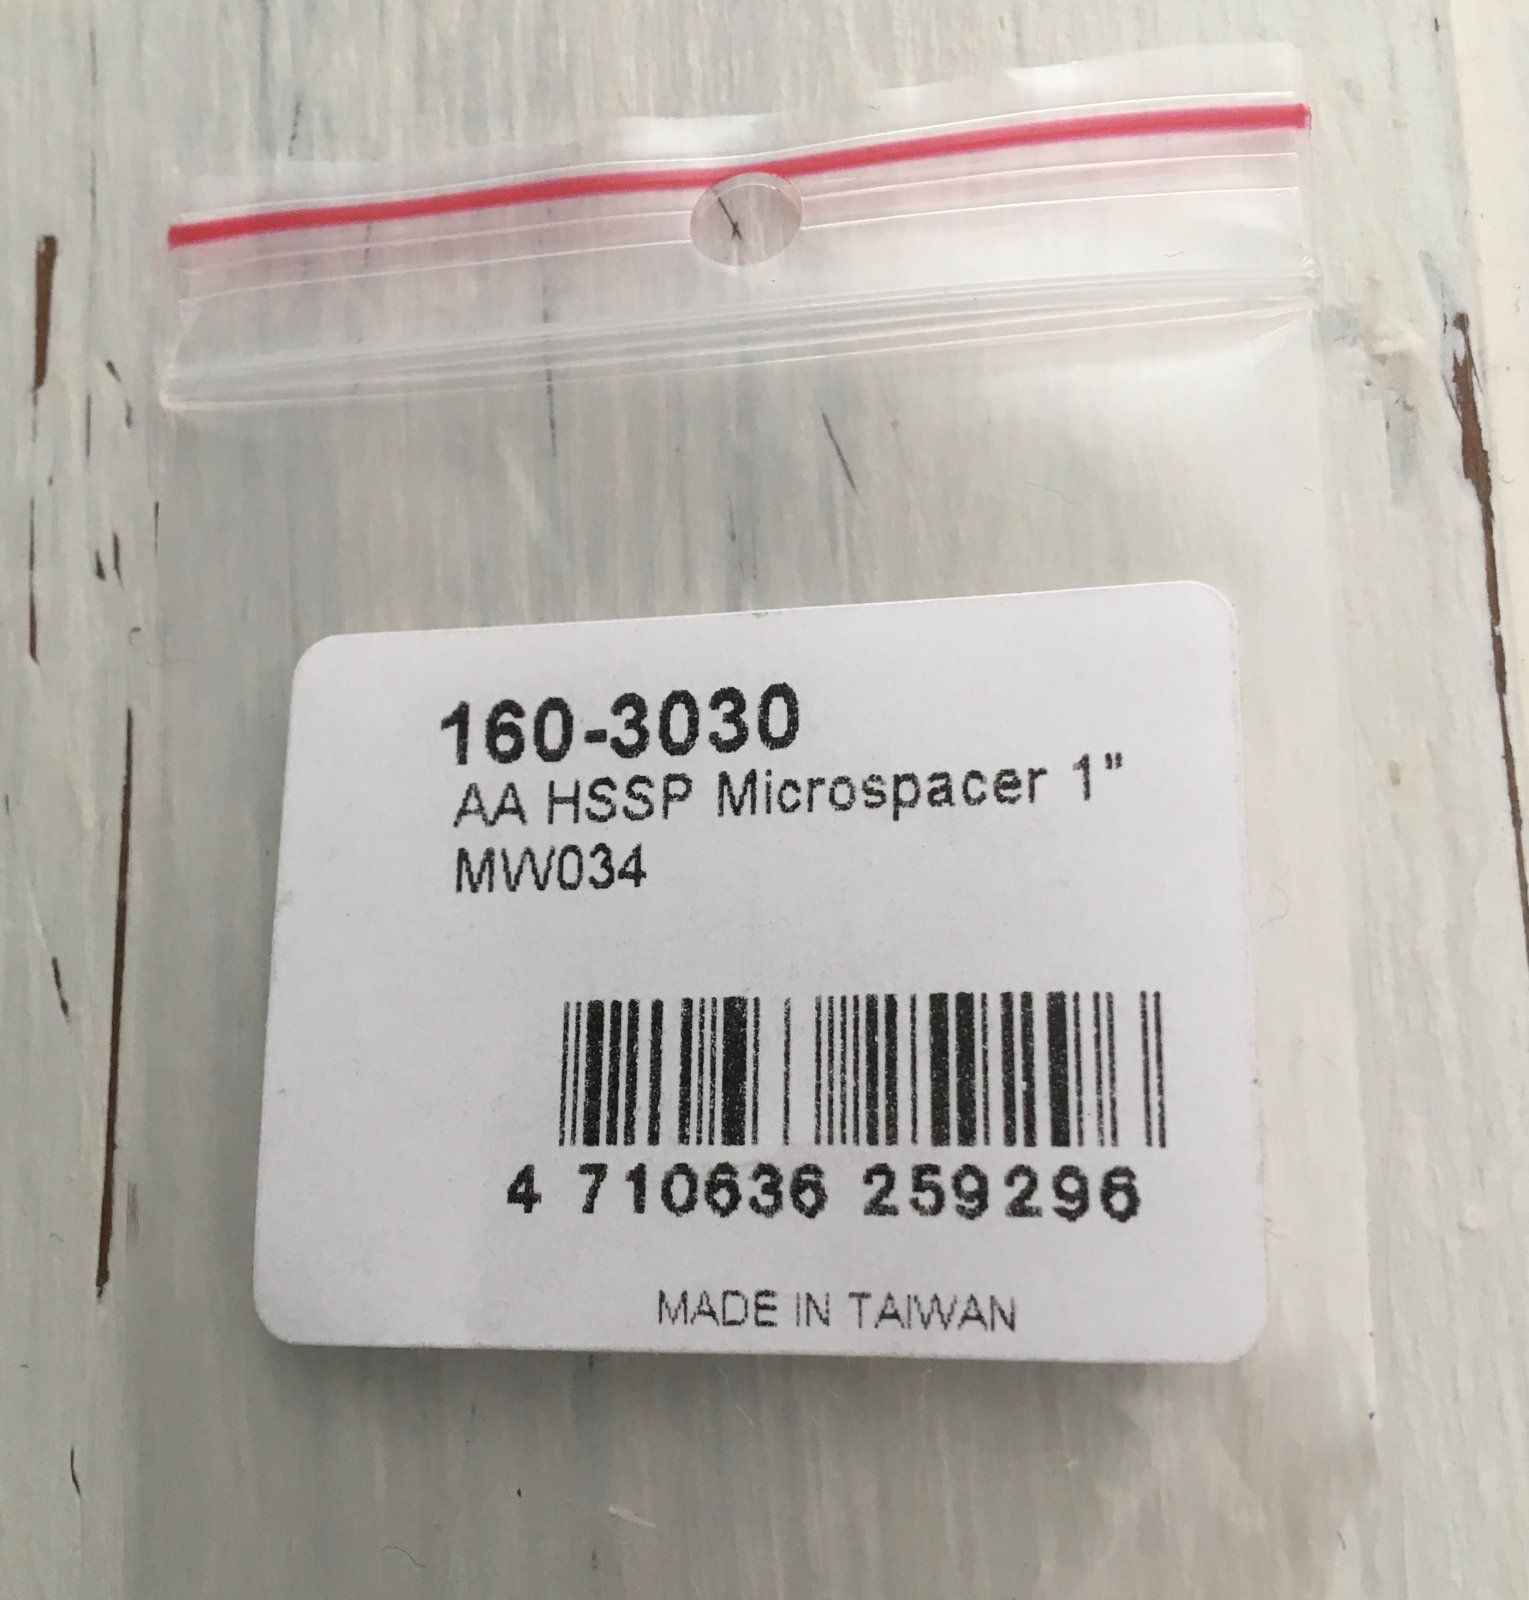 160-3030
AA HSSP Microspacer 1"
MW034
4 710636 259296
MADE IN TAIWAN